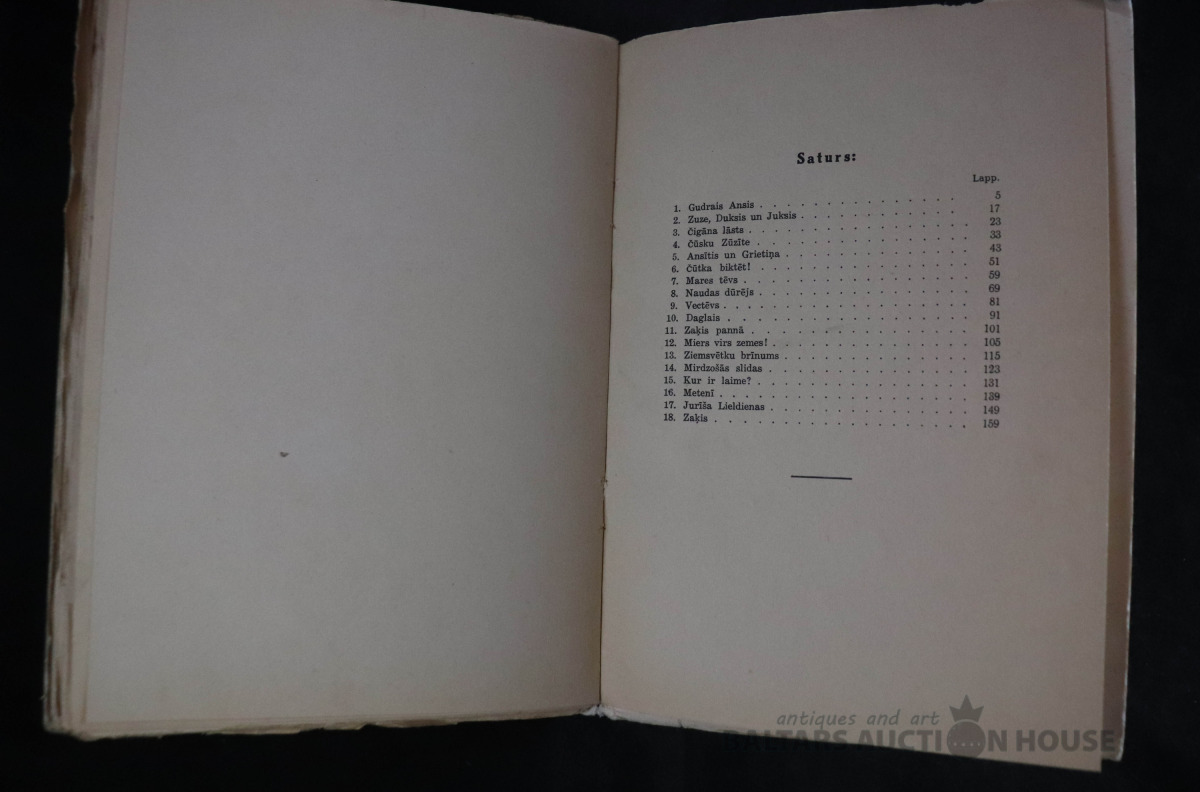 Saturs:
Lapp.
1. Gudrais Ansis . . . . . . . . . . . . . . 5
2. Zuze, Duksis un Juksis . . . . . . . . . . . . 17
3. Čigāna lāsts . . . . . . . . . . . . . . . 23
4. Čūsku Zūzīte . . . . . . . . . . . . . . 33
5. Ansītis un Grietiņa . . . . . . . . . . . . . 43
6. Čūtka biktēt! . . . . . . . . . . . . . . 51
7. Mares tēvs . . . . . . . . . . . . . . . 59
8. Naudas dūrējs . . . . . . . . . . . . . . 69
9. Vectēvs . . . . . . . . . . . . . . . . 81
10. Daglais . . . . . . . . . . . . . . . . 91
11. Zaķis pannā . . . . . . . . . . . . . . . 101
12. Miers virs zemes! . . . . . . . . . . . . . 105
13. Ziemsvētku brīnums . . . . . . . . . . . . . 115
14. Mirdzošās slidas . . . . . . . . . . . . . 123
15. Kur ir laime? . . . . . . . . . . . . . . 131
16. Metenī . . . . . . . . . . . . . . . . 139
17. Jurīša Lieldienas . . . . . . . . . . . . . 149
18. Zaķis . . . . . . . . . . . . . . . . 159
antiques and art
BALTARS AUCTION HOUSE